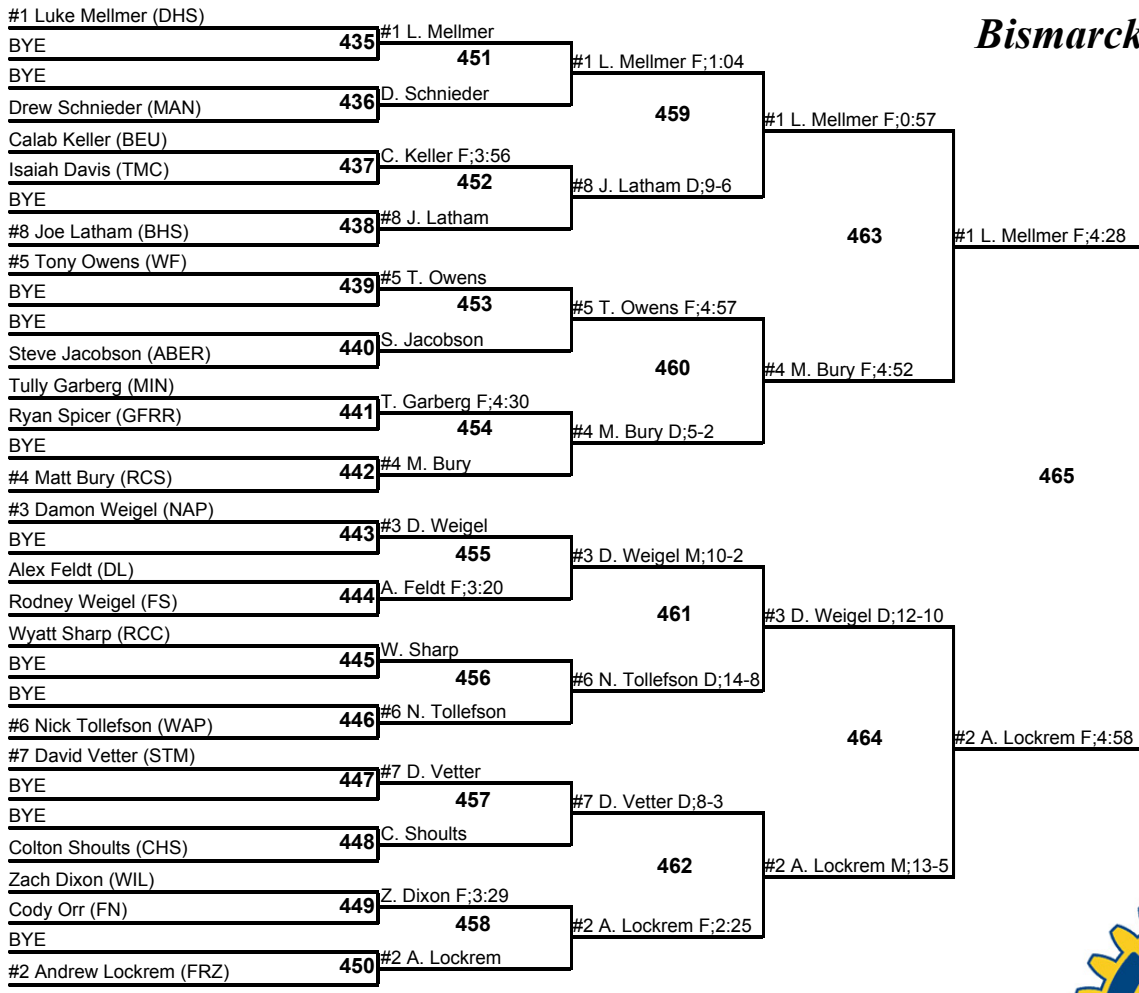 #1 Luke Mellmer (DHS)
BYE
BYE
Drew Schnieder (MAN)
Calab Keller (BEU)
Isaiah Davis (TMC)
BYE
#8 Joe Latham (BHS)
#5 Tony Owens (WF)
BYE
BYE
Steve Jacobson (ABER)
Tully Garberg (MIN)
Ryan Spicer (GFRR)
BYE
#4 Matt Bury (RCS)
#3 Damon Weigel (NAP)
BYE
Alex Feldt (DL)
Rodney Weigel (FS)
Wyatt Sharp (RCC)
BYE
BYE
#6 Nick Tollefson (WAP)
#7 David Vetter (STM)
BYE
BYE
Colton Shoults (CHS)
Zach Dixon (WIL)
Cody Orr (FN)
BYE
#2 Andrew Lockrem (FRZ)
435
436
437
438
439
440
441
442
443
444
445
446
447
448
449
450
#1 L. Mellmer
451
D. Schnieder
C. Keller F;3:56
452
#8 J. Latham
#5 T. Owens
453
S. Jacobson
T. Garberg F;4:30
454
#4 M. Bury
#3 D. Weigel
455
A. Feldt F;3:20
W. Sharp
456
#6 N. Tollefson
#7 D. Vetter
457
C. Shoults
Z. Dixon F;3:29
458
#2 A. Lockrem
#1 L. Mellmer F;1:04
459
#8 J. Latham D;9-6
#5 T. Owens F;4:57
460
#4 M. Bury D;5-2
#3 D. Weigel M;10-2
461
#6 N. Tollefson D;14-8
#7 D. Vetter D;8-3
462
#2 A. Lockrem F;2:25
#1 L. Mellmer F;0:57
463
#4 M. Bury F;4:52
#3 D. Weigel D;12-10
464
#2 A. Lockrem M;13-5
Bismarck
#1 L. Mellmer F;4:28
465
#2 A. Lockrem F;4:58